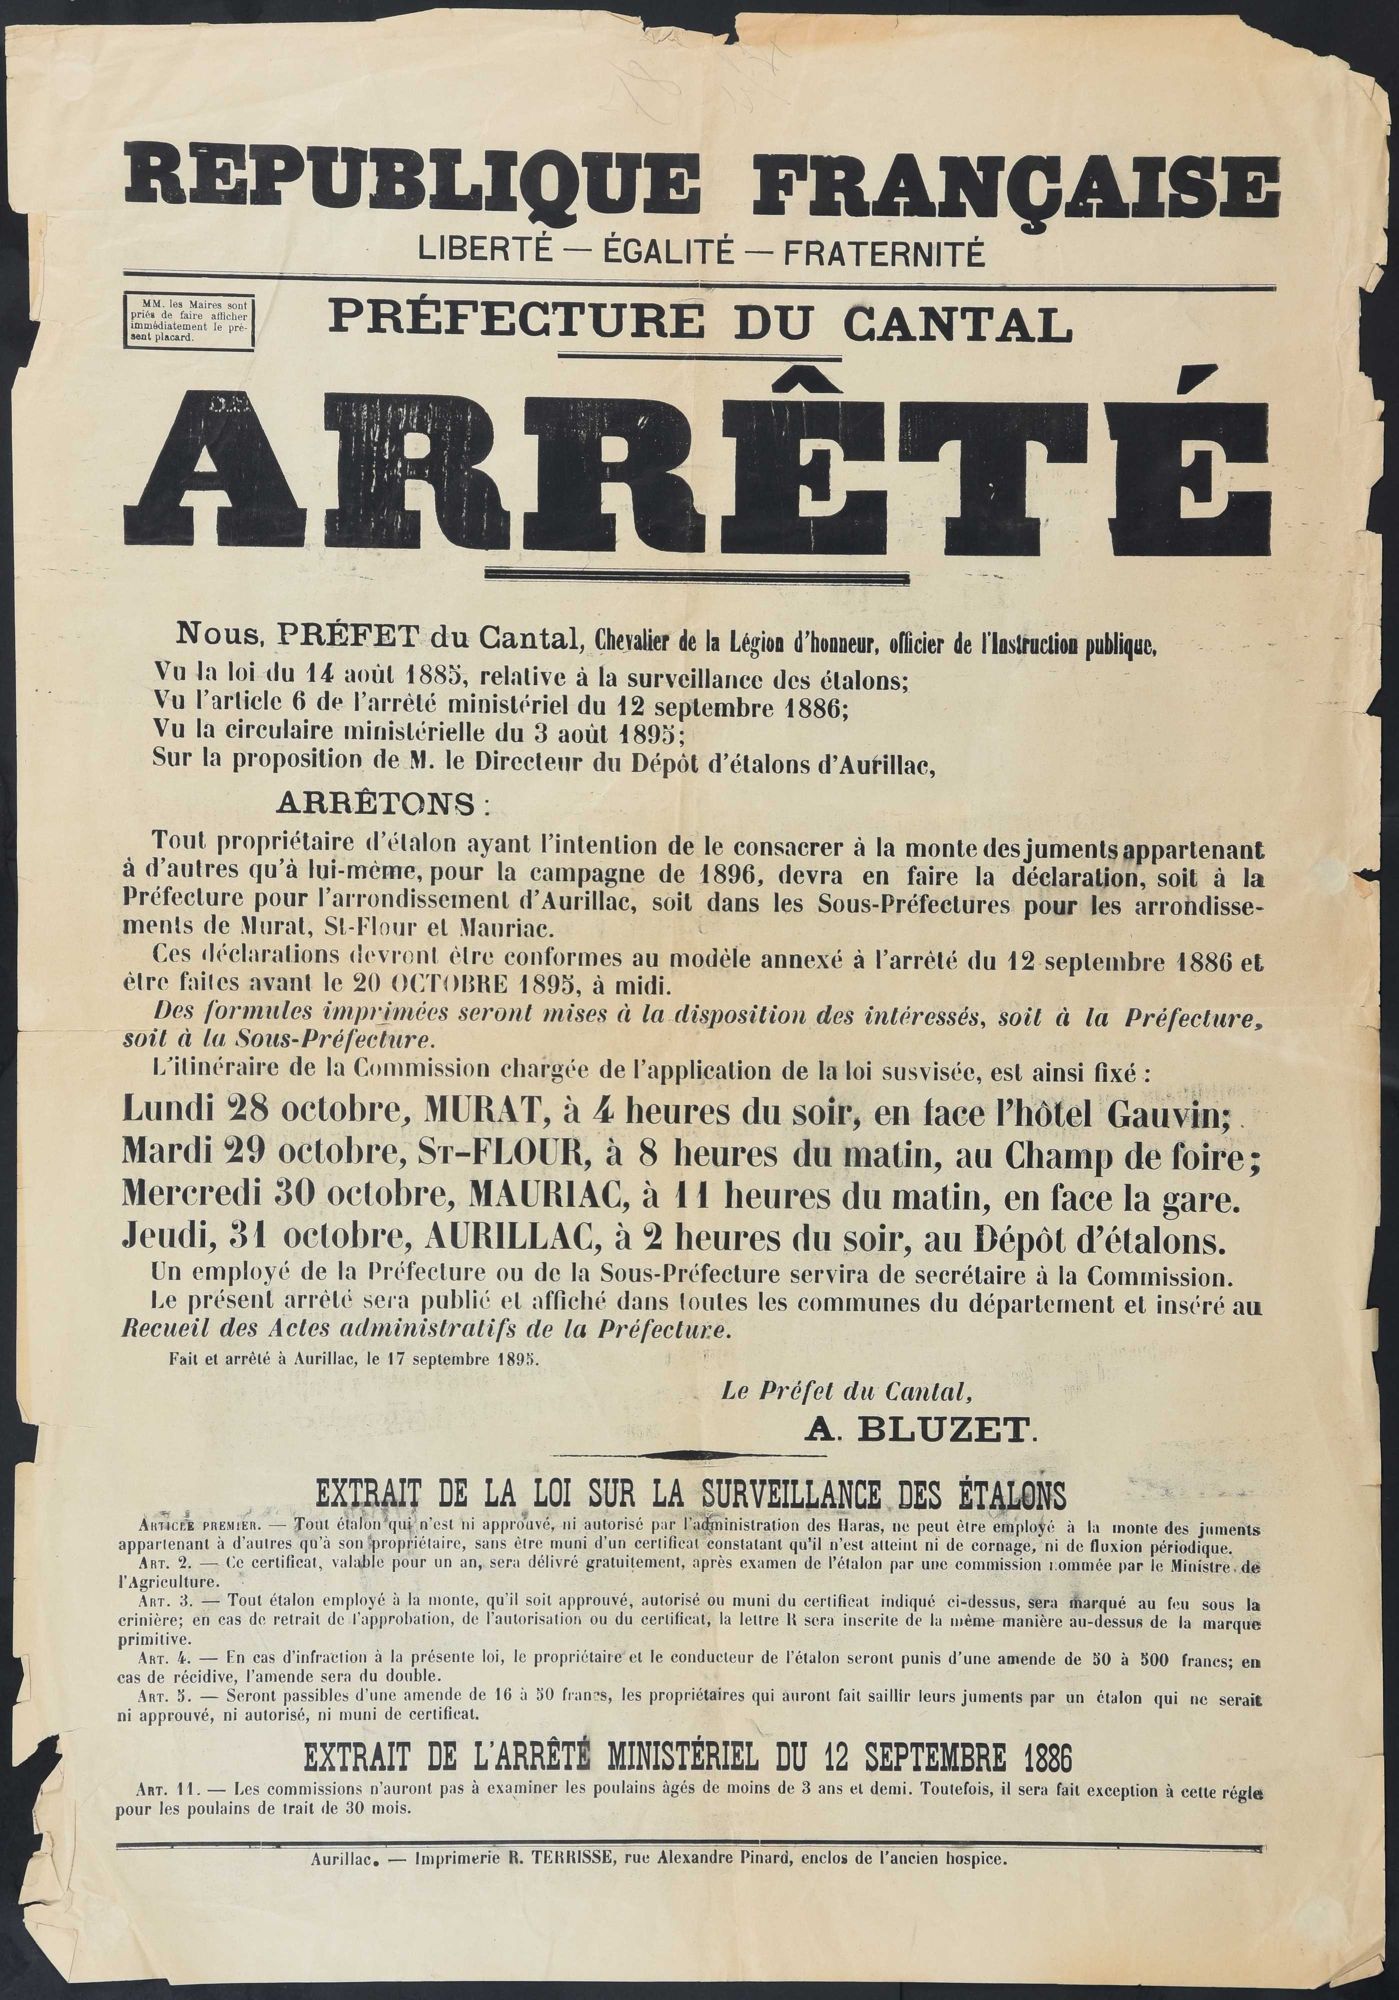 REPUBLIQUE FRANÇAISE
LIBERTÉ — ÉGALITÉ — FRATERNITÉ
MM. les Maires sont
priés de faire afficher
immédiatement le pré-
sent placard.
PRÉFECTURE DU CANTAL
ARRÊTÉ
Nous, PRÉFET du Cantal, Chevalier de la Légion d'honneur, officier de l'Instruction publique,
Vu la loi du 14 août 1885, relative à la surveillance des étalons;
Vu l'article 6 de l'arrêté ministériel du 12 septembre 1886;
Vu la circulaire ministérielle du 3 août 1895;
Sur la proposition de M. le Directeur du Dépôt d'étalons d'Aurillac,
ARRÊTONS :
Tout propriétaire d'étalon ayant l'intention de le consacrer à la monte des juments appartenant
à d'autres qu'à lui-même, pour la campagne de 1896, devra en faire la déclaration, soit à la
Préfecture pour l'arrondissement d'Aurillac, soit dans les Sous-Préfectures pour les arrondisse-
ments de Murat, St-Flour et Mauriac.
Ces déclarations devront être conformes au modèle annexé à l'arrêté du 12 septembre 1886 et
être faites avant le 20 OCTOBRE 1895, à midi.
Des formules imprimées seront mises à la disposition des intéressés, soit à la Préfecture,
soit à la Sous-Préfecture.
L'itinéraire de la Commission chargée de l'application de la loi susvisée, est ainsi fixé :
Lundi 28 octobre, MURAT, à 4 heures du soir, en face l'hôtel Gauvin;
Mardi 29 octobre, ST-FLOUR, à 8 heures du matin, au Champ de foire;
Mercredi 30 octobre, MAURIAC, à 11 heures du matin, en face la gare.
Jeudi, 31 octobre, AURILLAC, à 2 heures du soir, au Dépôt d'étalons.
Un employé de la Préfecture ou de la Sous-Préfecture servira de secrétaire à la Commission.
Le présent arrêté sera publié et affiché dans toutes les communes du département et inséré au
Recueil des Actes administratifs de la Préfecture.
Fait et arrêté à Aurillac, le 17 septembre 1895.
Le Préfet du Cantal,
A. BLUZET.
EXTRAIT DE LA LOI SUR LA SURVEILLANCE DES ÉTALONS
ARTICLE PREMIER. — Tout étalon qui n'est ni approuvé, ni autorisé par l'administration des Haras, ne peut être employé à la monte des juments
appartenant à d'autres qu'à son propriétaire, sans être muni d'un certificat constatant qu'il n'est atteint ni de cornage, ni de fluxion périodique.
ART. 2. — Ce certificat, valable pour un an, sera délivré gratuitement, après examen de l'étalon par une commission nommée par le Ministre de
l'Agriculture.
ART. 3. — Tout étalon employé à la monte, qu'il soit approuvé, autorisé ou muni du certificat indiqué ci-dessus, sera marqué au feu sous la
crinière; en cas de retrait de l'approbation, de l'autorisation ou du certificat, la lettre R sera inscrite de la même manière au-dessus de la marque
primitive.
ART. 4. — En cas d'infraction à la présente loi, le propriétaire et le conducteur de l'étalon seront punis d'une amende de 50 à 500 francs; en
cas de récidive, l'amende sera du double.
ART. 5. — Seront passibles d'une amende de 16 à 50 francs, les propriétaires qui auront fait saillir leurs juments par un étalon qui ne serait
ni approuvé, ni autorisé, ni muni de certificat.
EXTRAIT DE L'ARRÊTÉ MINISTÉRIEL DU 12 SEPTEMBRE 1886
ART. 11. — Les commissions n'auront pas à examiner les poulains âgés de moins de 3 ans et demi. Toutefois, il sera fait exception à cette régle
pour les poulains de trait de 30 mois.
Aurillac. — Imprimerie R. TERRISSE, rue Alexandre Pinard, enclos de l'ancien hospice.